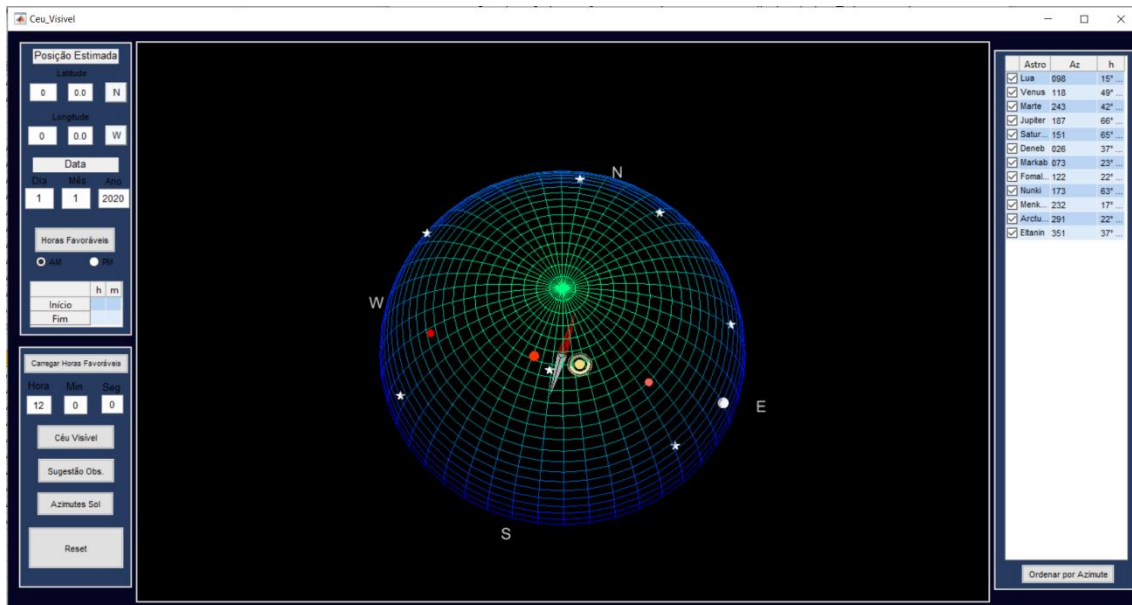 Ceu_Visivel
Posição Estimada
Latitude
0 0.0 N
Longitude
0 0.0 W
Data
Dia Mês Ano
1 1 2020
Horas Favoráveis
AM PM
h m
Início
Fim
Carregar Horas Favoráveis
Hora Min Seg
12 0 0
Céu Visível
Sugestão Obs.
Azimutes Sol
Reset
N
W
E
S
Astro Az h
Lua 098 15° ...
Venus 118 49° ...
Marte 243 42° ...
Jupiter 187 66° ...
Satur... 151 65° ...
Deneb 026 37° ...
Markab 073 23° ...
Fomal... 122 22° ...
Nunki 173 63° ...
Menk... 232 17° ...
Arctu... 291 22° ...
Eltanin 351 37° ...
Ordenar por Azimute